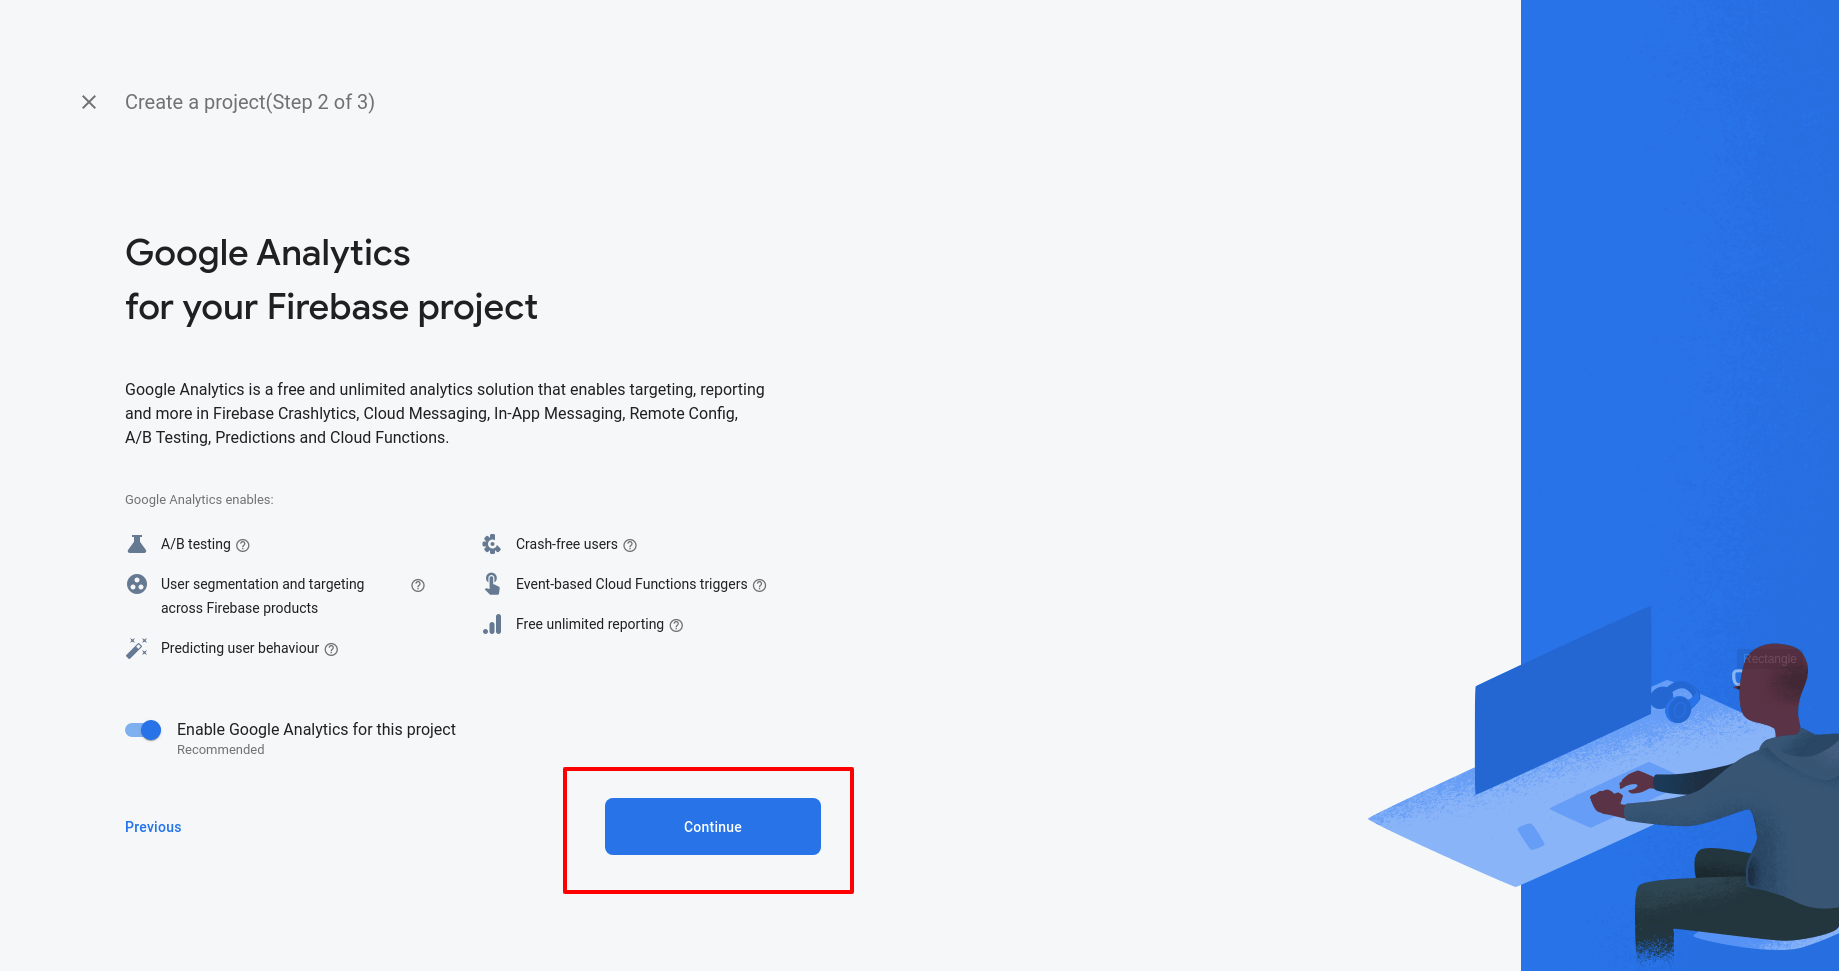 Create a project(Step 2 of 3)
Google Analytics
for your Firebase project
Google Analytics is a free and unlimited analytics solution that enables targeting, reporting
and more in Firebase Crashlytics, Cloud Messaging, In-App Messaging, Remote Config,
A/B Testing, Predictions and Cloud Functions.
Google Analytics enables:
A/B testing
User segmentation and targeting
across Firebase products
Predicting user behaviour
Crash-free users
Event-based Cloud Functions triggers
Free unlimited reporting
Enable Google Analytics for this project
Recommended
Previous
Continue
Rectangle